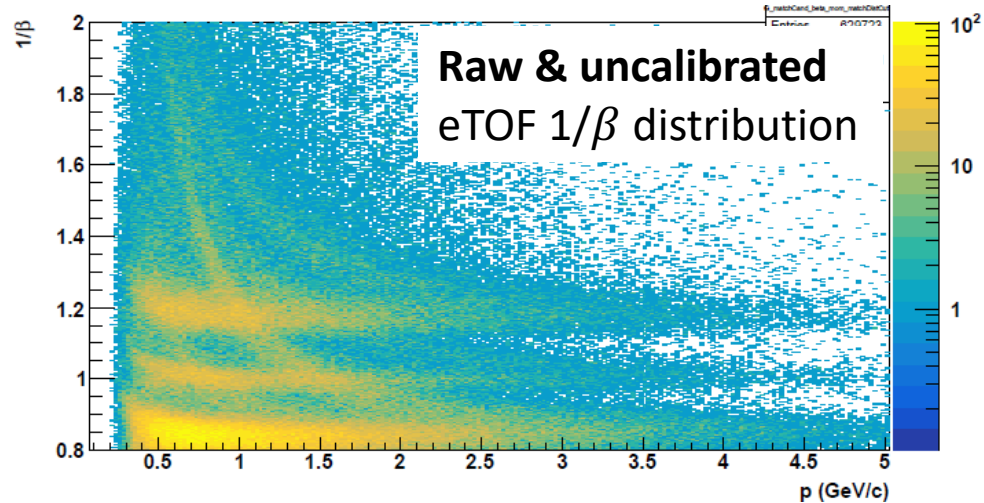 G_matchCand_beta_mom_matchDistCut
Entries 629723
Raw & uncalibrated
eTOF 1/β distribution
1/β
2
1.8
1.6
1.4
1.2
1
0.8
0.5 1 1.5 2 2.5 3 3.5 4 4.5 5
p (GeV/c)
10²
10
1